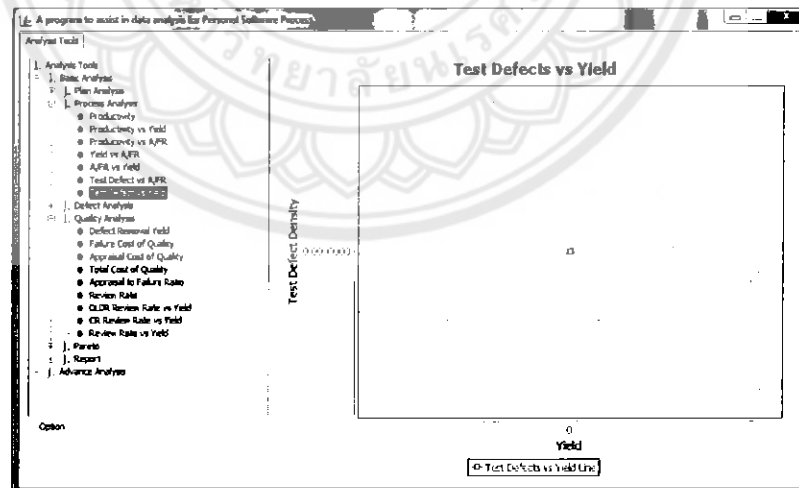 A program to assist in data analysis for Personal Software Process
Analysis Tools
Analysis Tools
Basic Analysis
Plan Analysis
Process Analysis
Productivity
Productivity vs Yield
Productivity vs A/FR
Yield vs A/FR
A/FR vs Yield
Test Defect vs A/FR
Test Defect vs Yield
Defect Analysis
Quality Analysis
Defect Removal Yield
Failure Cost of Quality
Appraisal Cost of Quality
Total Cost of Quality
Appraisal to Failure Ratio
Review Rate
DLDR Review Rate vs Yield
CR Review Rate vs Yield
Review Rate vs Yield
Pareto
Report
Advance Analysis
Option
Test Defects vs Yield
Test Defect Density
0
Yield
Test Defects vs Yield Line